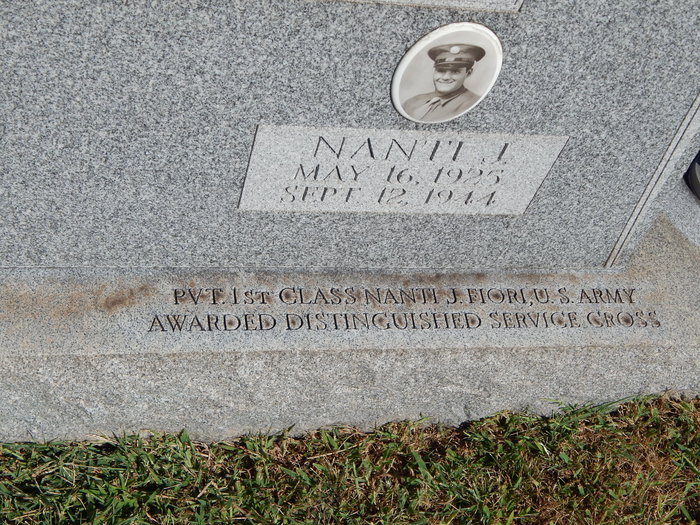 NANTI J.
MAY 16, 1925
SEPT. 12, 1944
PVT. 1ST CLASS NANTI J. FIORI, U.S. ARMY
AWARDED DISTINGUISHED SERVICE CROSS